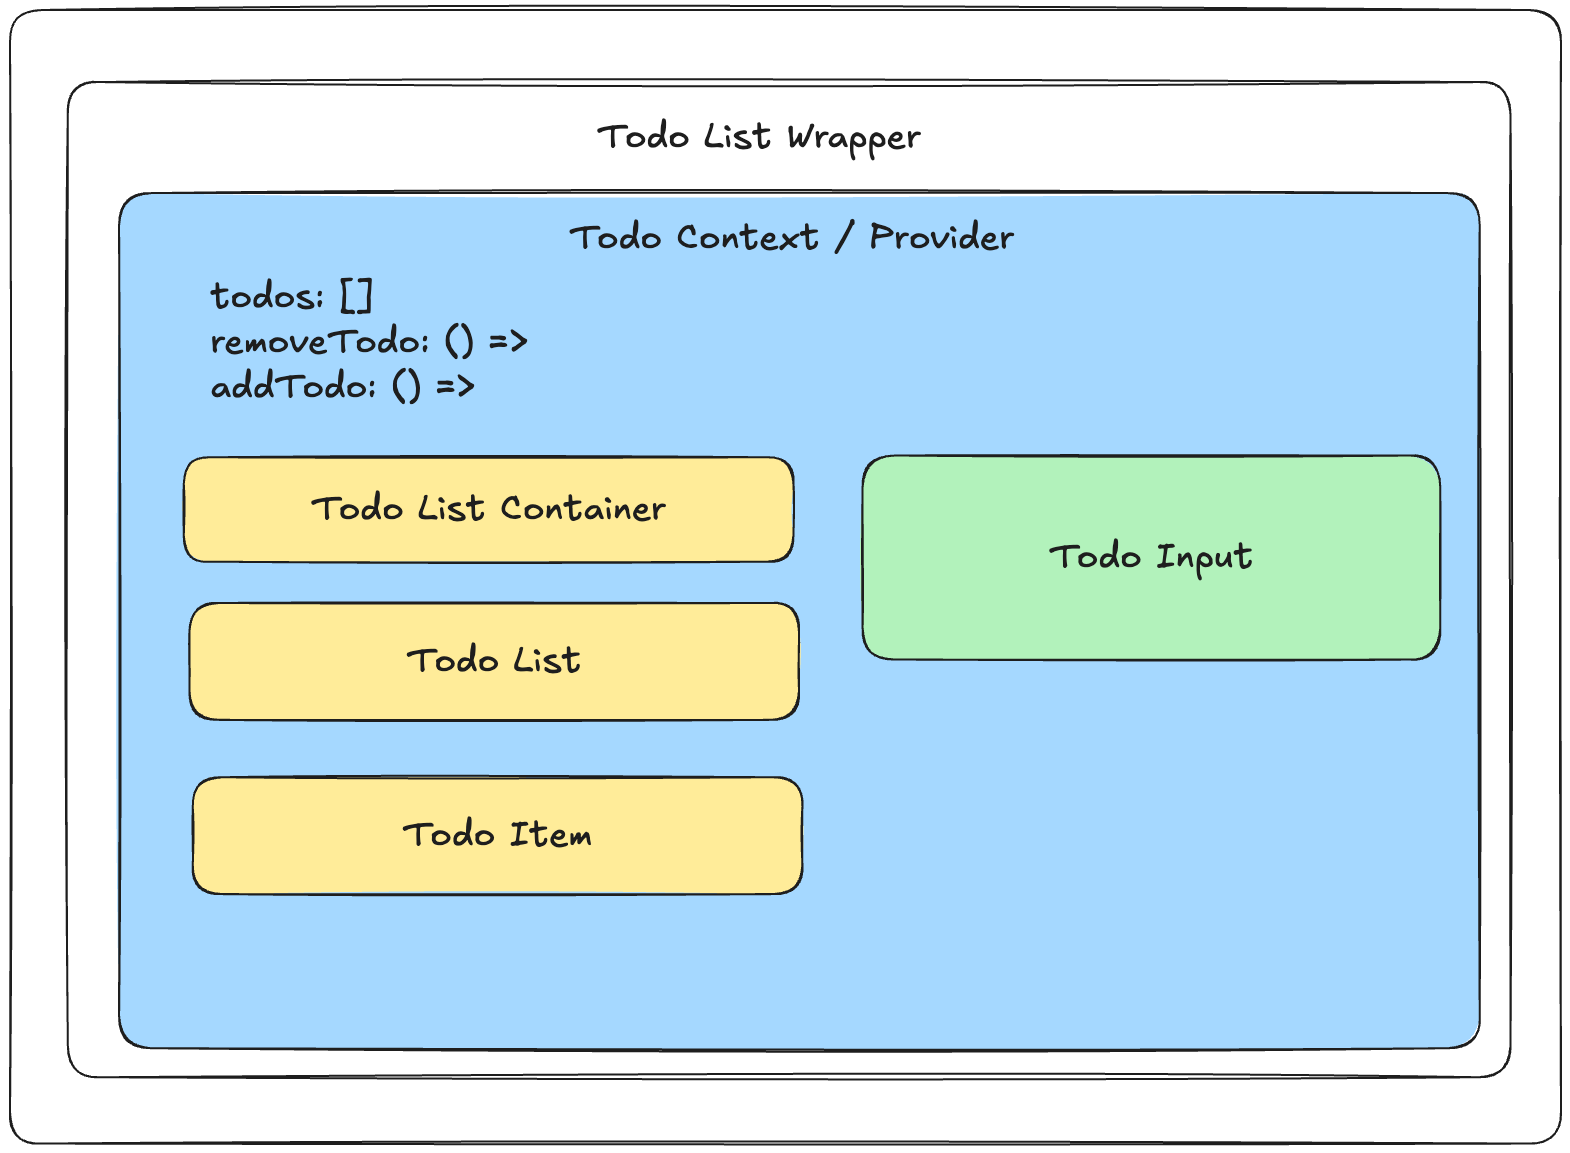 Todo List Wrapper
Todo Context / Provider
todos: []
removeTodo: () =>
addTodo: () =>
Todo List Container
Todo Input
Todo List
Todo Item